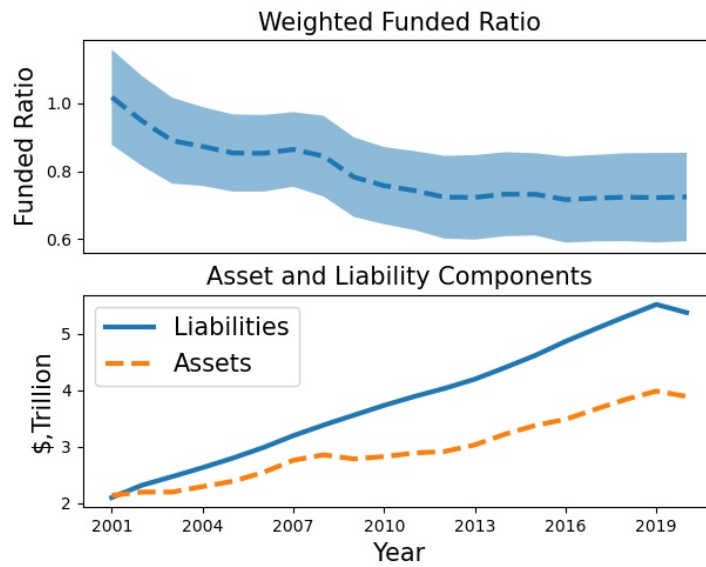 Weighted Funded Ratio
Funded Ratio
1.0
0.8
0.6
Asset and Liability Components
$,Trillion
5
4
3
2
Liabilities
Assets
2001 2004 2007 2010 2013 2016 2019
Year